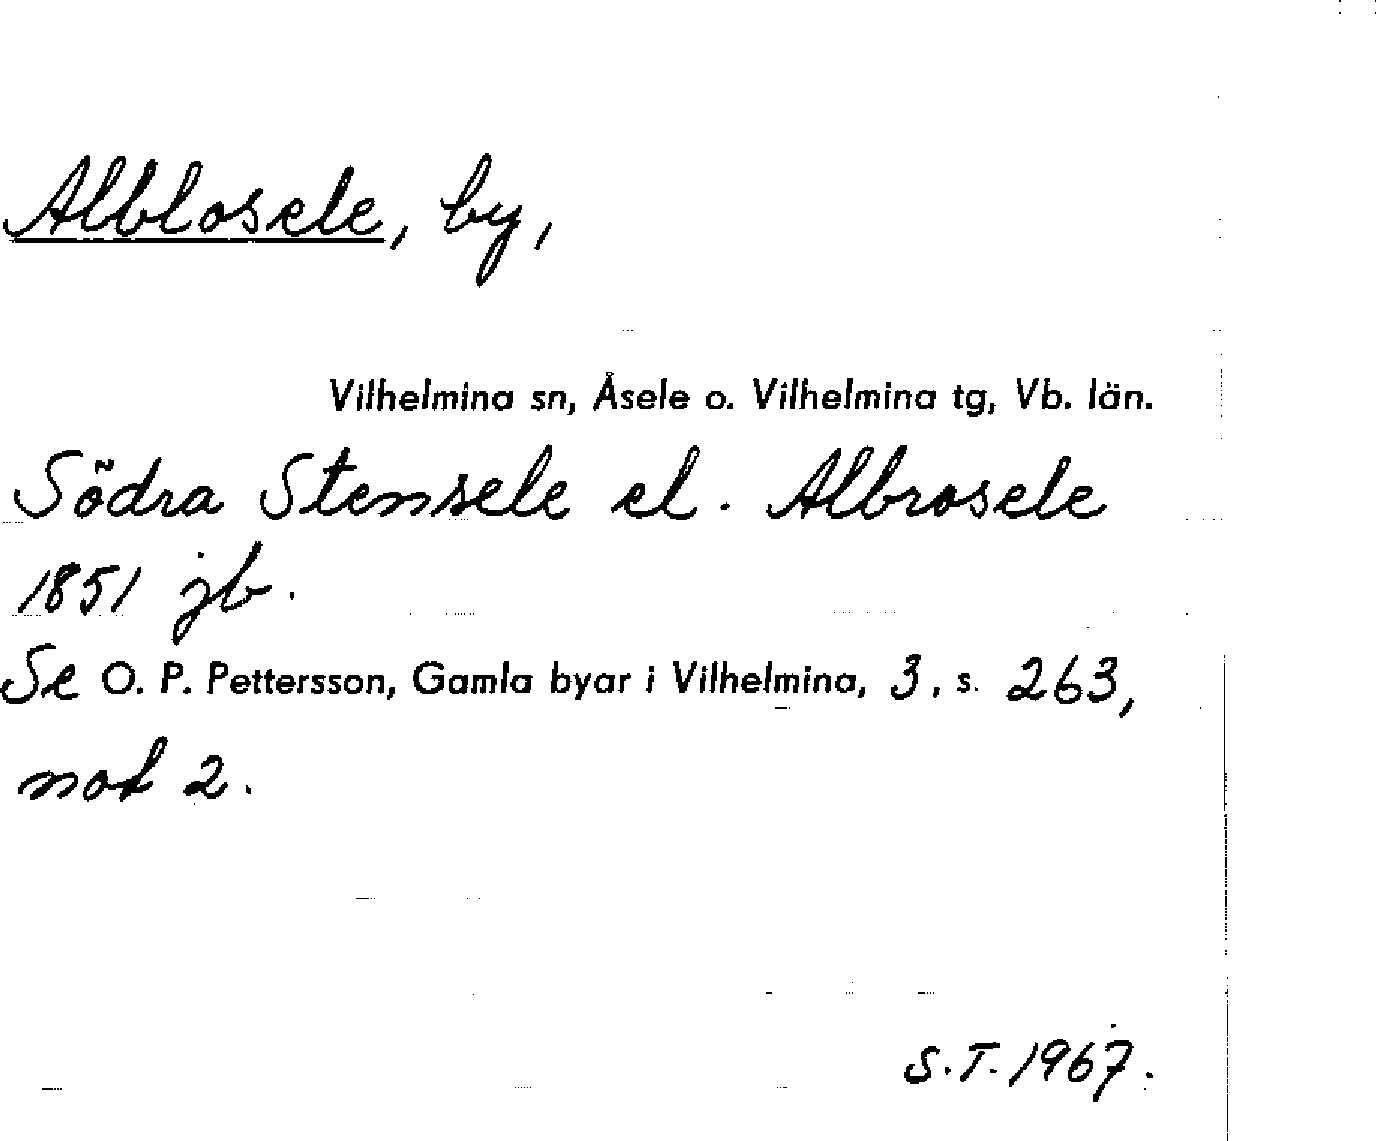 Alblosele, by,
Vilhelmina sn, Åsele o. Vilhelmina tg, Vb. län.
Södra Stensele el. Albrosele
1851 jb.
Se O. P. Pettersson, Gamla byar i Vilhelmina, 3, s. 263,
not 2.
S.T. 1967.